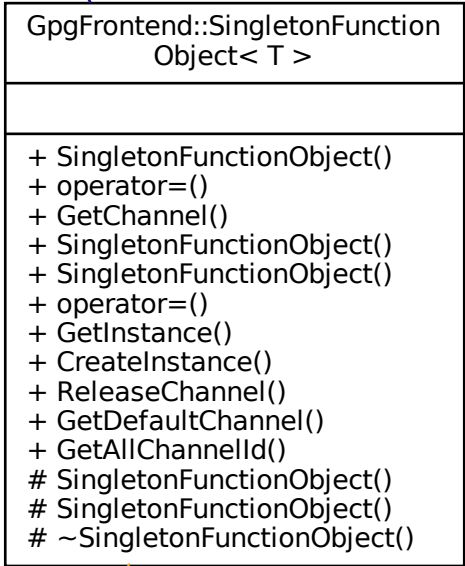 GpgFrontend::SingletonFunction
Object< T >
+ SingletonFunctionObject()
+ operator=()
+ GetChannel()
+ SingletonFunctionObject()
+ SingletonFunctionObject()
+ operator=()
+ GetInstance()
+ CreateInstance()
+ ReleaseChannel()
+ GetDefaultChannel()
+ GetAllChannelId()
# SingletonFunctionObject()
# SingletonFunctionObject()
# ~SingletonFunctionObject()